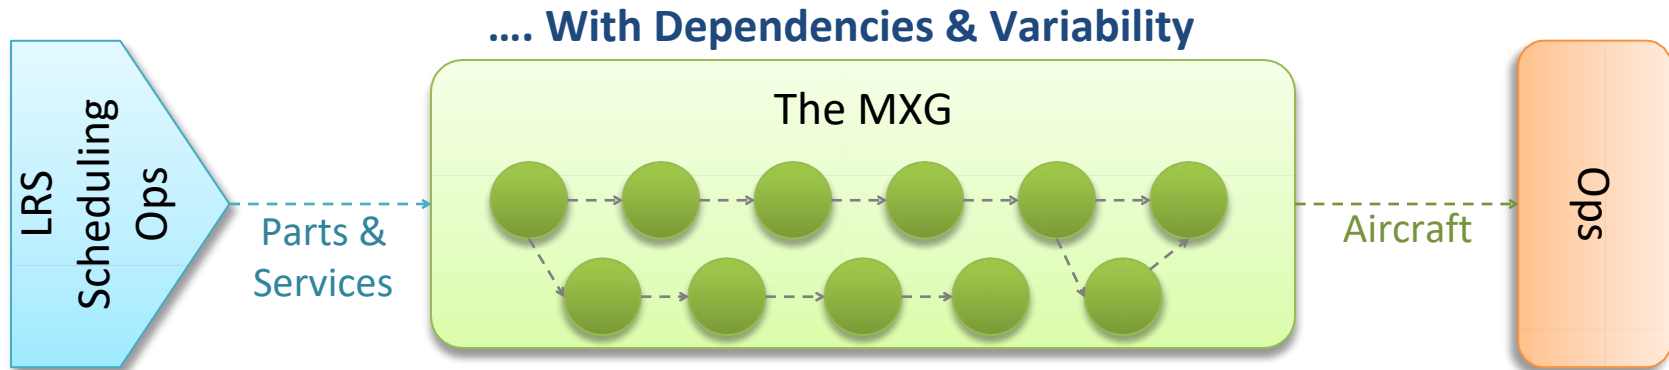 .... With Dependencies & Variability
LRS
Scheduling
Ops
Parts &
Services
The MXG
Aircraft
Ops